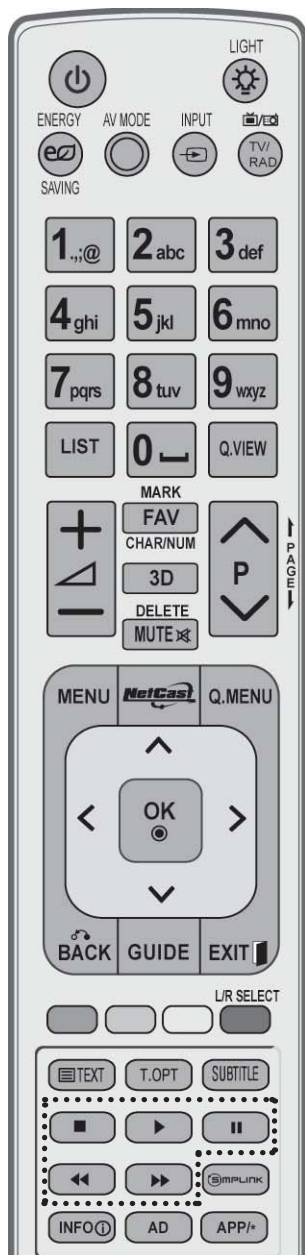 LIGHT
ENERGY AV MODE INPUT
TV/
RAD
SAVING
1.,;@ 2abc 3def
4ghi 5jkl 6mno
7pqrs 8tuv 9wxyz
LIST 0 Q.VIEW
MARK
FAV
CHAR/NUM
3D
P
PAGE
DELETE
MUTE
MENU NetCast Q.MENU
OK
BACK GUIDE EXIT
L/R SELECT
TEXT T.OPT SUBTITLE
SIMPLINK
INFO AD APP/*